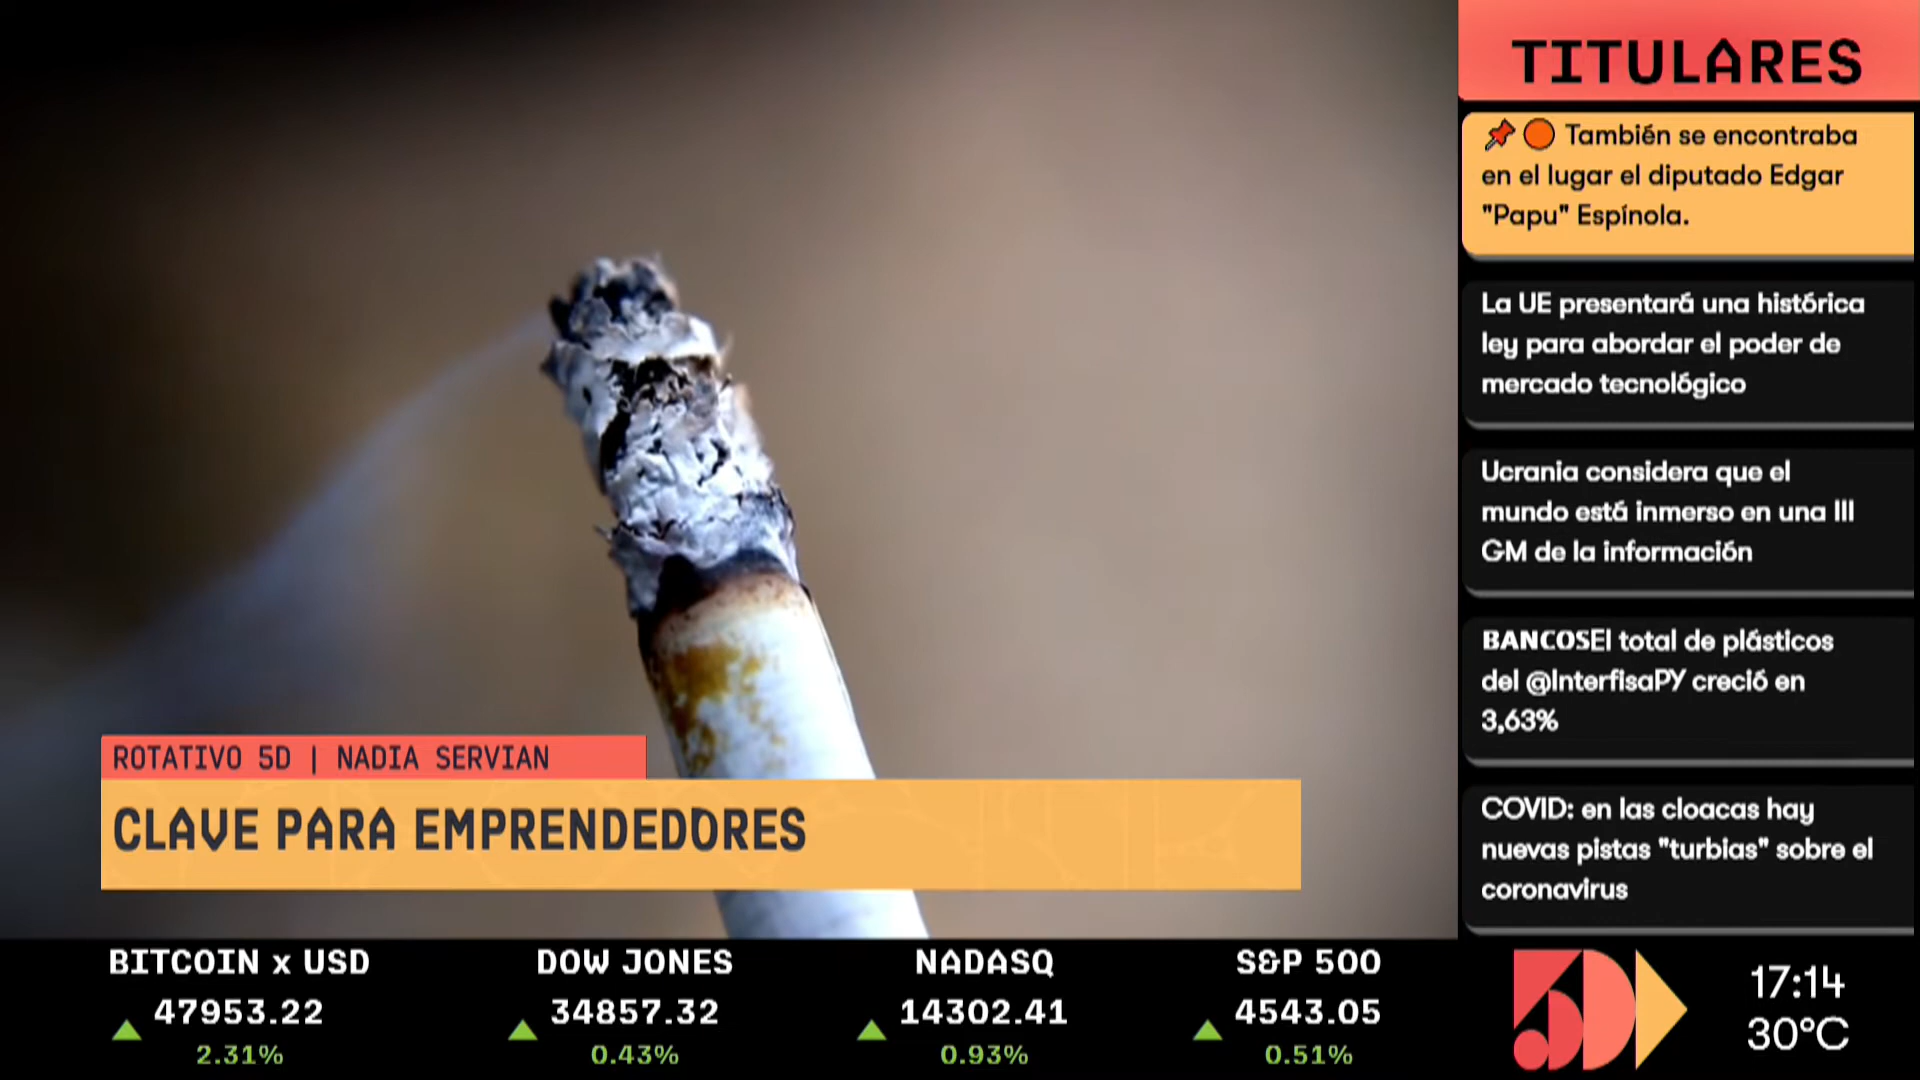 TITULARES
También se encontraba
en el lugar el diputado Edgar
"Papu" Espínola.
La UE presentará una histórica
ley para abordar el poder de
mercado tecnológico
Ucrania considera que el
mundo está inmerso en una III
GM de la información
BANCOSEl total de plásticos
del @InterfisaPY creció en
3,63%
COVID: en las cloacas hay
nuevas pistas "turbias" sobre el
coronavirus
ROTATIVO 5D | NADIA SERVIAN
CLAVE PARA EMPRENDEDORES
BITCOIN x USD
47953.22
2.31%
DOW JONES
34857.32
0.43%
NADASQ
14302.41
0.93%
S&P 500
4543.05
0.51%
5D
17:14
30°C